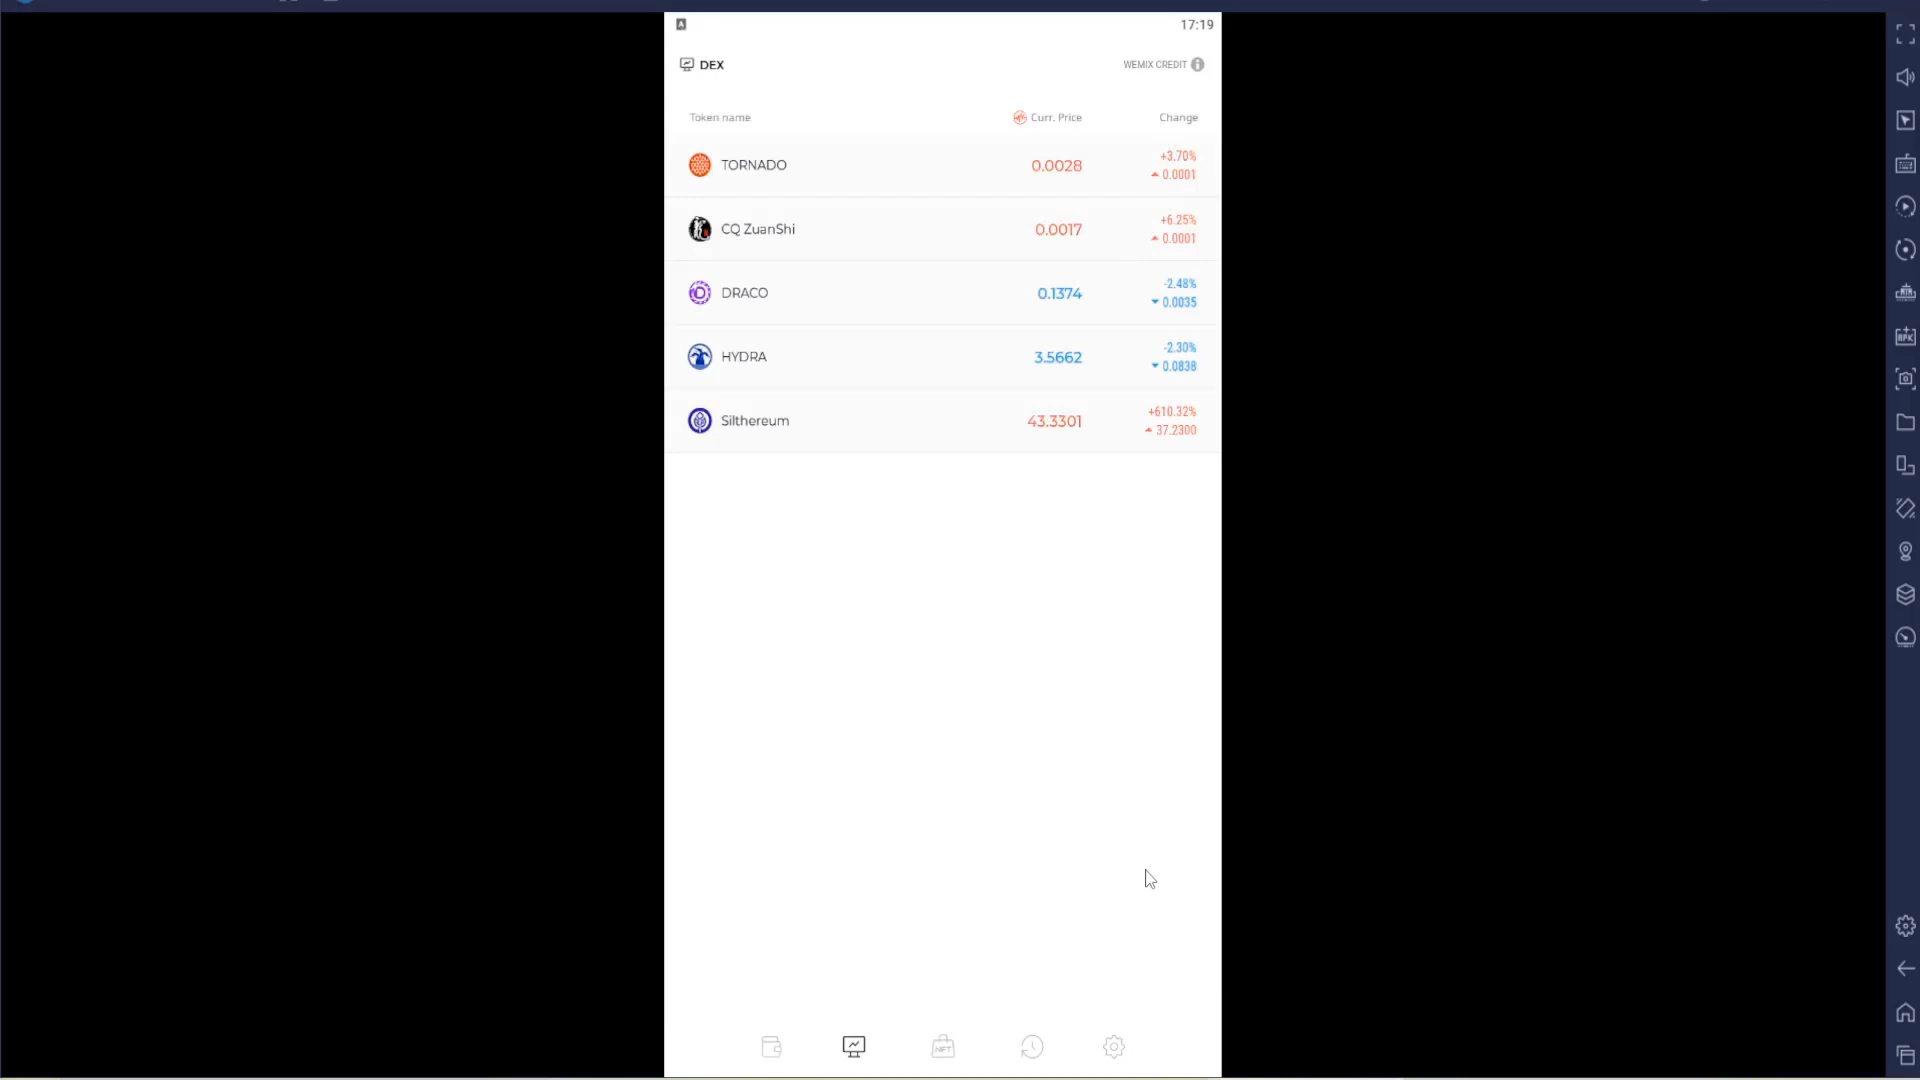 17:19
DEX
WEMIX CREDIT
Token name Curr. Price Change
TORNADO 0.0028 +3.70%
0.0001
CQ ZuanShi 0.0017 +6.25%
0.0001
DRACO 0.1374 -2.48%
0.0035
HYDRA 3.5662 -2.30%
0.0838
Silthereum 43.3301 +610.32%
37.2300
NFT